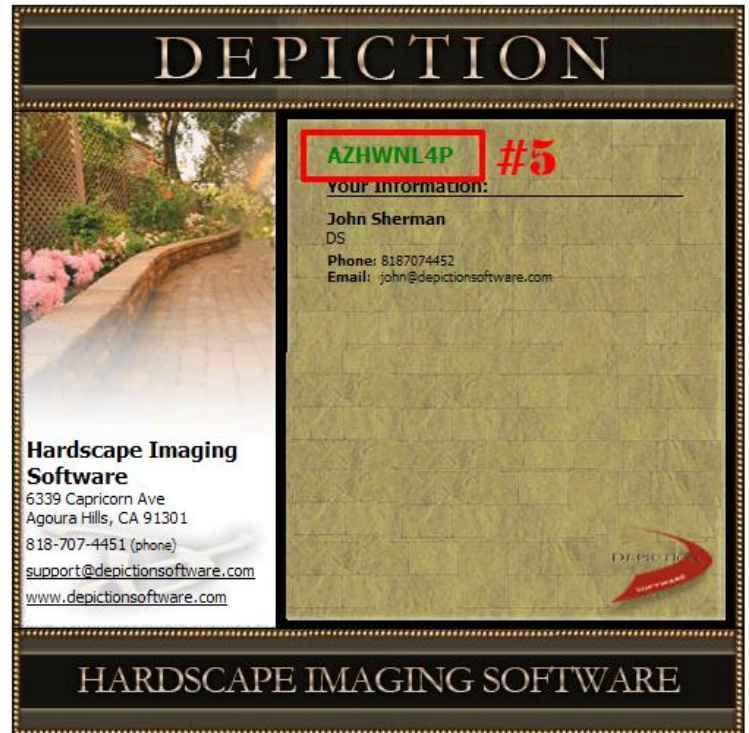 DEPICTION
AZHWNL4P
#5
Your Information:
John Sherman
DS
Phone: 8187074452
Email: john@depictionsoftware.com
Hardscape Imaging
Software
6339 Capricorn Ave
Agoura Hills, CA 91301
818-707-4451 (phone)
support@depictionsoftware.com
www.depictionsoftware.com
DEPICTION
SOFTWARE
HARDSCAPE IMAGING SOFTWARE